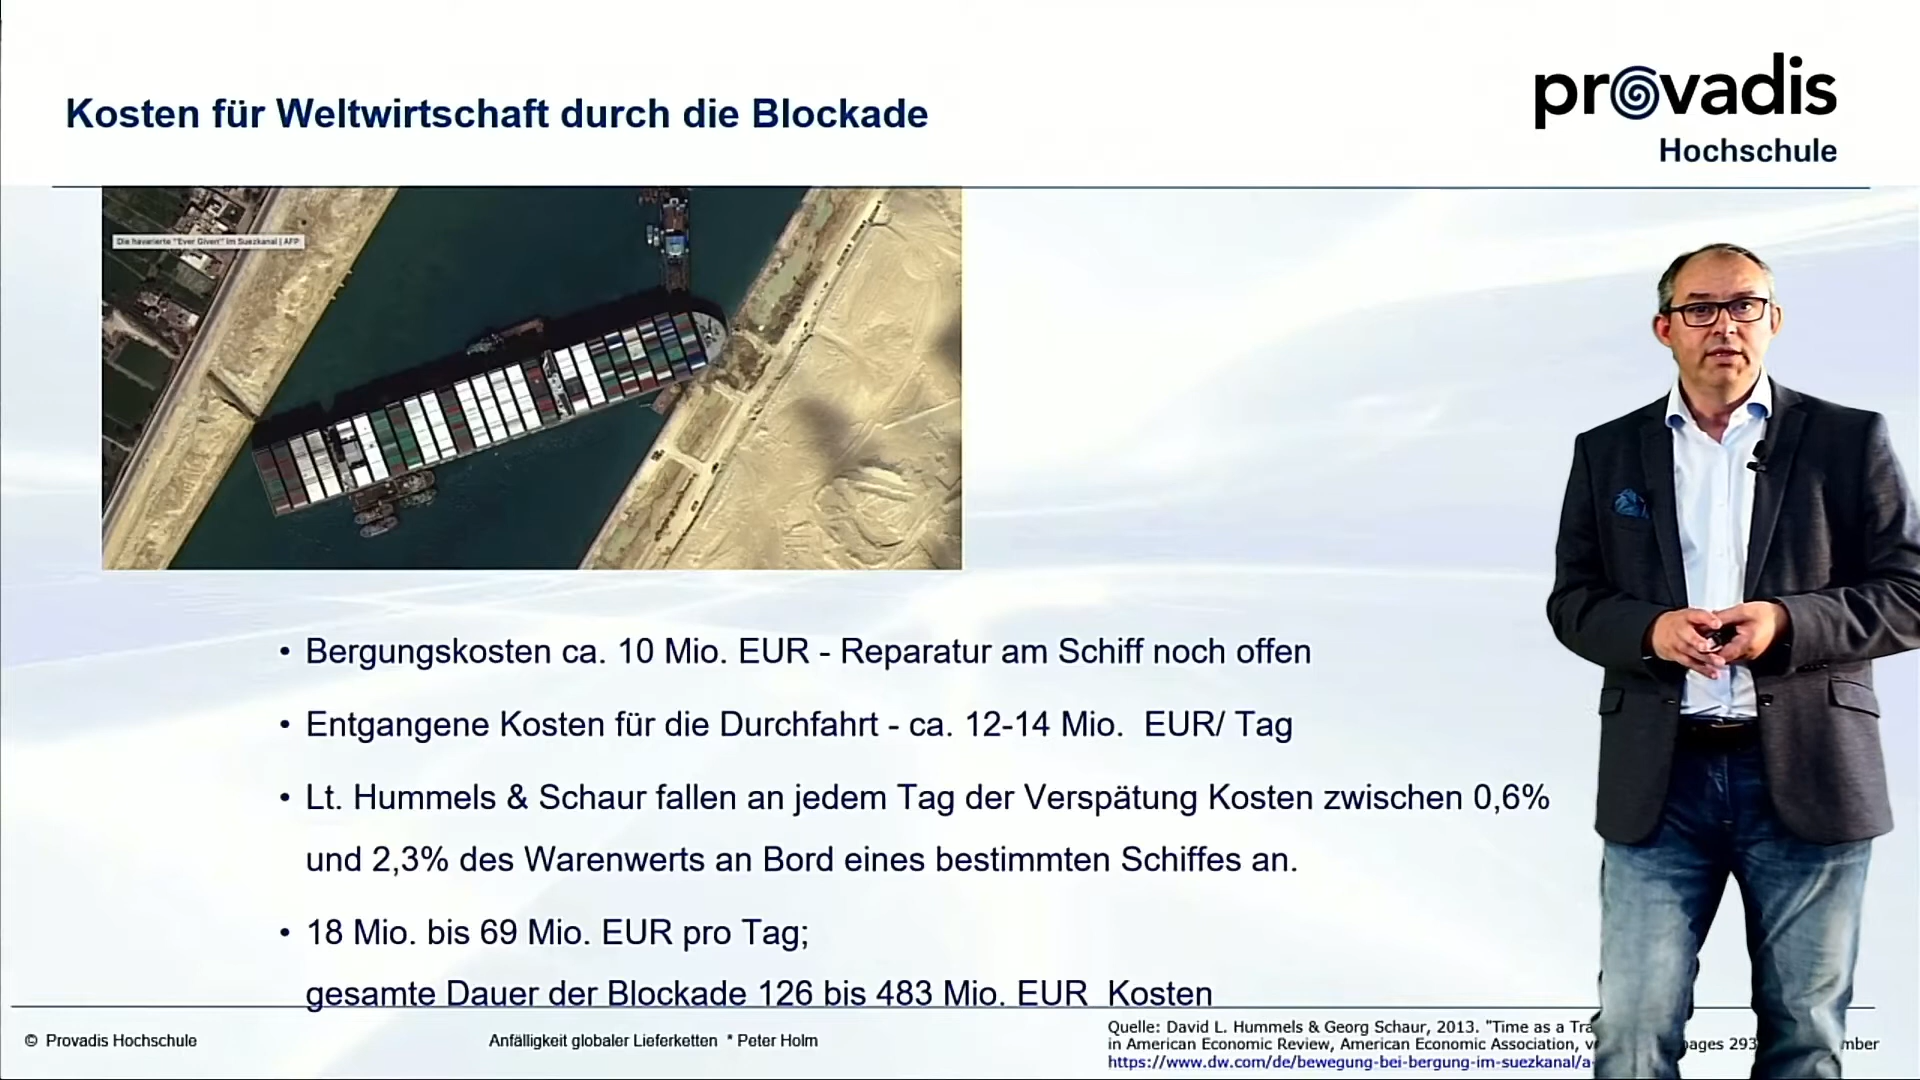 Kosten für Weltwirtschaft durch die Blockade
provadis
Hochschule
Die havarierte "Ever Given" im Suezkanal | AFP
• Bergungskosten ca. 10 Mio. EUR - Reparatur am Schiff noch offen
• Entgangene Kosten für die Durchfahrt - ca. 12-14 Mio. EUR/ Tag
• Lt. Hummels & Schaur fallen an jedem Tag der Verspätung Kosten zwischen 0,6%
und 2,3% des Warenwerts an Bord eines bestimmten Schiffes an.
• 18 Mio. bis 69 Mio. EUR pro Tag;
gesamte Dauer der Blockade 126 bis 483 Mio. EUR Kosten
© Provadis Hochschule
Anfälligkeit globaler Lieferketten * Peter Holm
Quelle: David L. Hummels & Georg Schaur, 2013. "Time as a
in American Economic Review, American Economic Association,
https://www.dw.com/de/bewegung-bei-bergung-im-suezkanal/a-